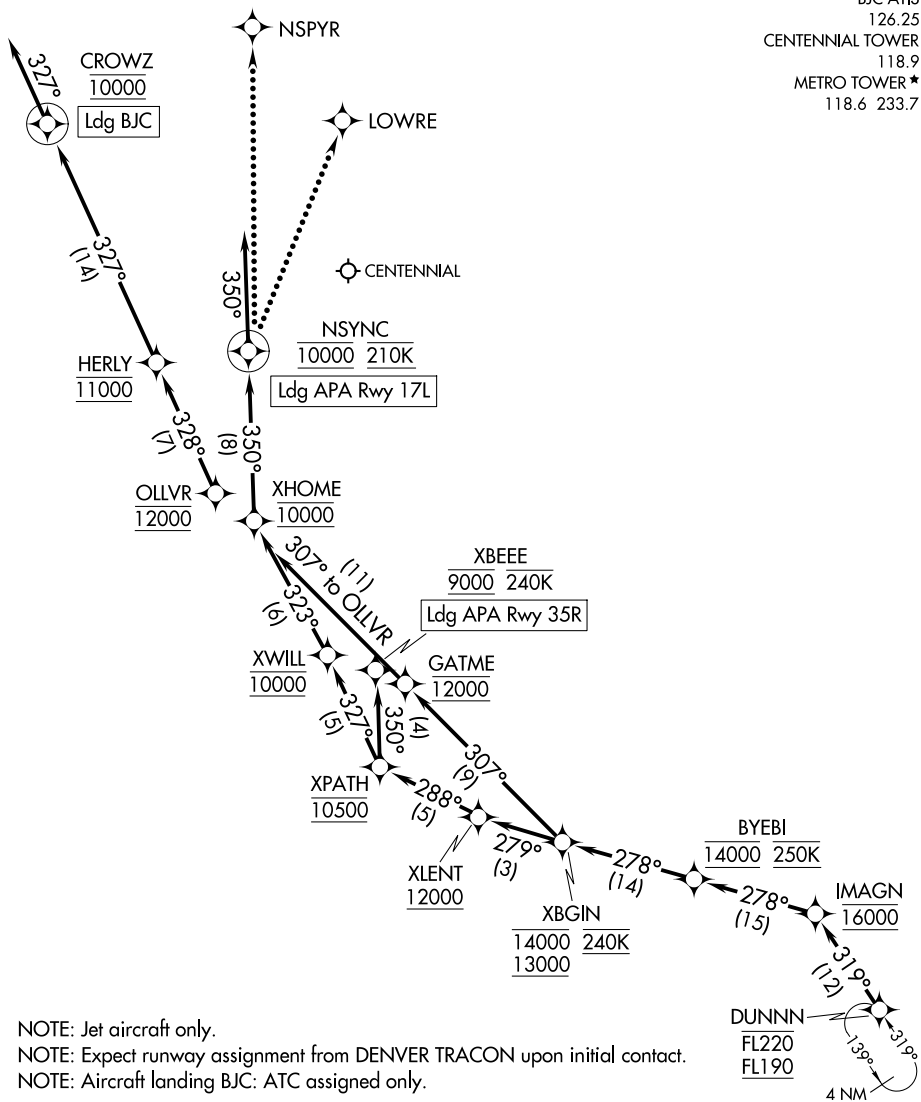 BJC ATIS
126.25
CENTENNIAL TOWER
118.9
METRO TOWER★
118.6 233.7
NSPYR
CROWZ
10000
Ldg BJC
327°
LOWRE
327°
(14)
CENTENNIAL
350°
NSYNC
10000 210K
Ldg APA Rwy 17L
HERLY
11000
328°
(7)
350°
(8)
OLLVR
12000
XHOME
10000
307° to OLLVR
(11)
XBEEE
9000 240K
Ldg APA Rwy 35R
323°
(6)
XWILL
10000
GATME
12000
327°
(5)
350°
(4)
307°
(9)
XPATH
10500
288°
(5)
XLENT
12000
279°
(3)
XBGIN
14000 240K
13000
278°
(14)
BYEBI
14000 250K
278°
(15)
IMAGN
16000
319°
(12)
DUNNN
FL220
FL190
319°
139°
4 NM
NOTE: Jet aircraft only.
NOTE: Expect runway assignment from DENVER TRACON upon initial contact.
NOTE: Aircraft landing BJC: ATC assigned only.